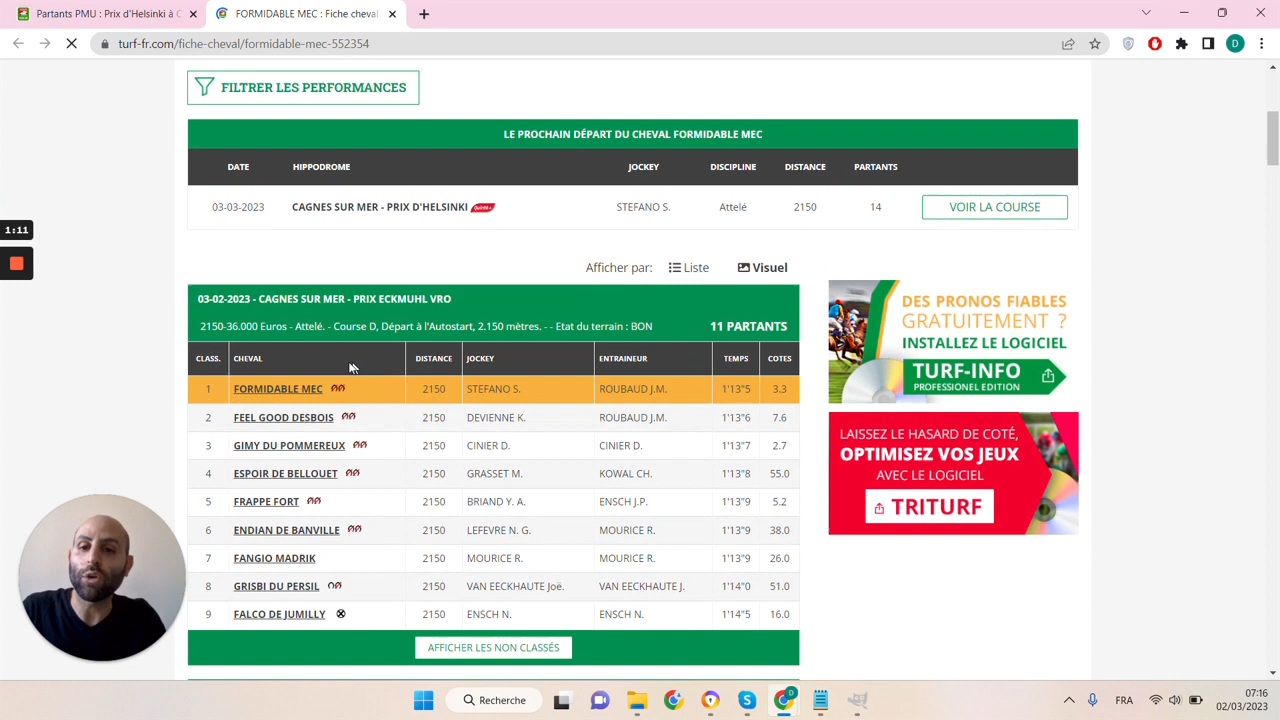 Partants PMU : Prix d'Helsinki à C
FORMIDABLE MEC : Fiche cheval
turf-fr.com/fiche-cheval/formidable-mec-552354
D
FILTRER LES PERFORMANCES
LE PROCHAIN DÉPART DU CHEVAL FORMIDABLE MEC
DATE HIPPODROME JOCKEY DISCIPLINE DISTANCE PARTANTS
03-03-2023 CAGNES SUR MER - PRIX D'HELSINKI STEFANO S. Attelé 2150 14 VOIR LA COURSE
1:11
Afficher par: Liste Visuel
03-02-2023 - CAGNES SUR MER - PRIX ECKMUHL VRO
2150-36.000 Euros - Attelé. - Course D, Départ à l'Autostart, 2.150 mètres. - - Etat du terrain : BON 11 PARTANTS
CLASS. CHEVAL DISTANCE JOCKEY ENTRAINEUR TEMPS COTES
1 FORMIDABLE MEC 2150 STEFANO S. ROUBAUD J.M. 1'13"5 3.3
2 FEEL GOOD DESBOIS 2150 DEVIENNE K. ROUBAUD J.M. 1'13"6 7.6
3 GIMY DU POMMEREUX 2150 CINIER D. CINIER D. 1'13"7 2.7
4 ESPOIR DE BELLOUET 2150 GRASSET M. KOWAL CH. 1'13"8 55.0
5 FRAPPE FORT 2150 BRIAND Y. A. ENSCH J.P. 1'13"9 5.2
6 ENDIAN DE BANVILLE 2150 LEFEVRE N. G. MOURICE R. 1'13"9 38.0
7 FANGIO MADRIK 2150 MOURICE R. MOURICE R. 1'13"9 26.0
8 GRISBI DU PERSIL 2150 VAN EECKHAUTE Joë. VAN EECKHAUTE J. 1'14"0 51.0
9 FALCO DE JUMILLY 2150 ENSCH N. ENSCH N. 1'14"5 16.0
AFFICHER LES NON CLASSÉS
DES PRONOS FIABLES
GRATUITEMENT ?
INSTALLEZ LE LOGICIEL
TURF-INFO
PROFESSIONEL EDITION
LAISSEZ LE HASARD DE COTÉ,
OPTIMISEZ VOS JEUX
AVEC LE LOGICIEL
TRITURF
Recherche
FRA
07:16
02/03/2023